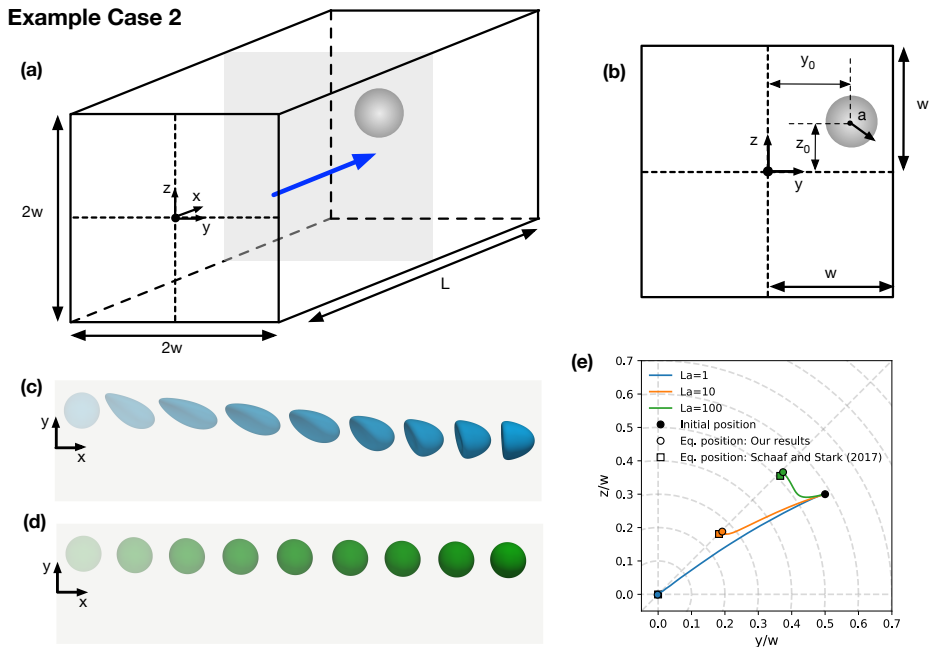 Example Case 2
(a)
2w
z
x
y
L
2w
(b)
y₀
w
a
z₀
z
y
w
(c)
y
x
(d)
y
x
(e)
La=1
La=10
La=100
Initial position
Eq. position: Our results
Eq. position: Schaaf and Stark (2017)
z/w
0.7
0.6
0.5
0.4
0.3
0.2
0.1
0.0
0.0 0.1 0.2 0.3 0.4 0.5 0.6 0.7
y/w